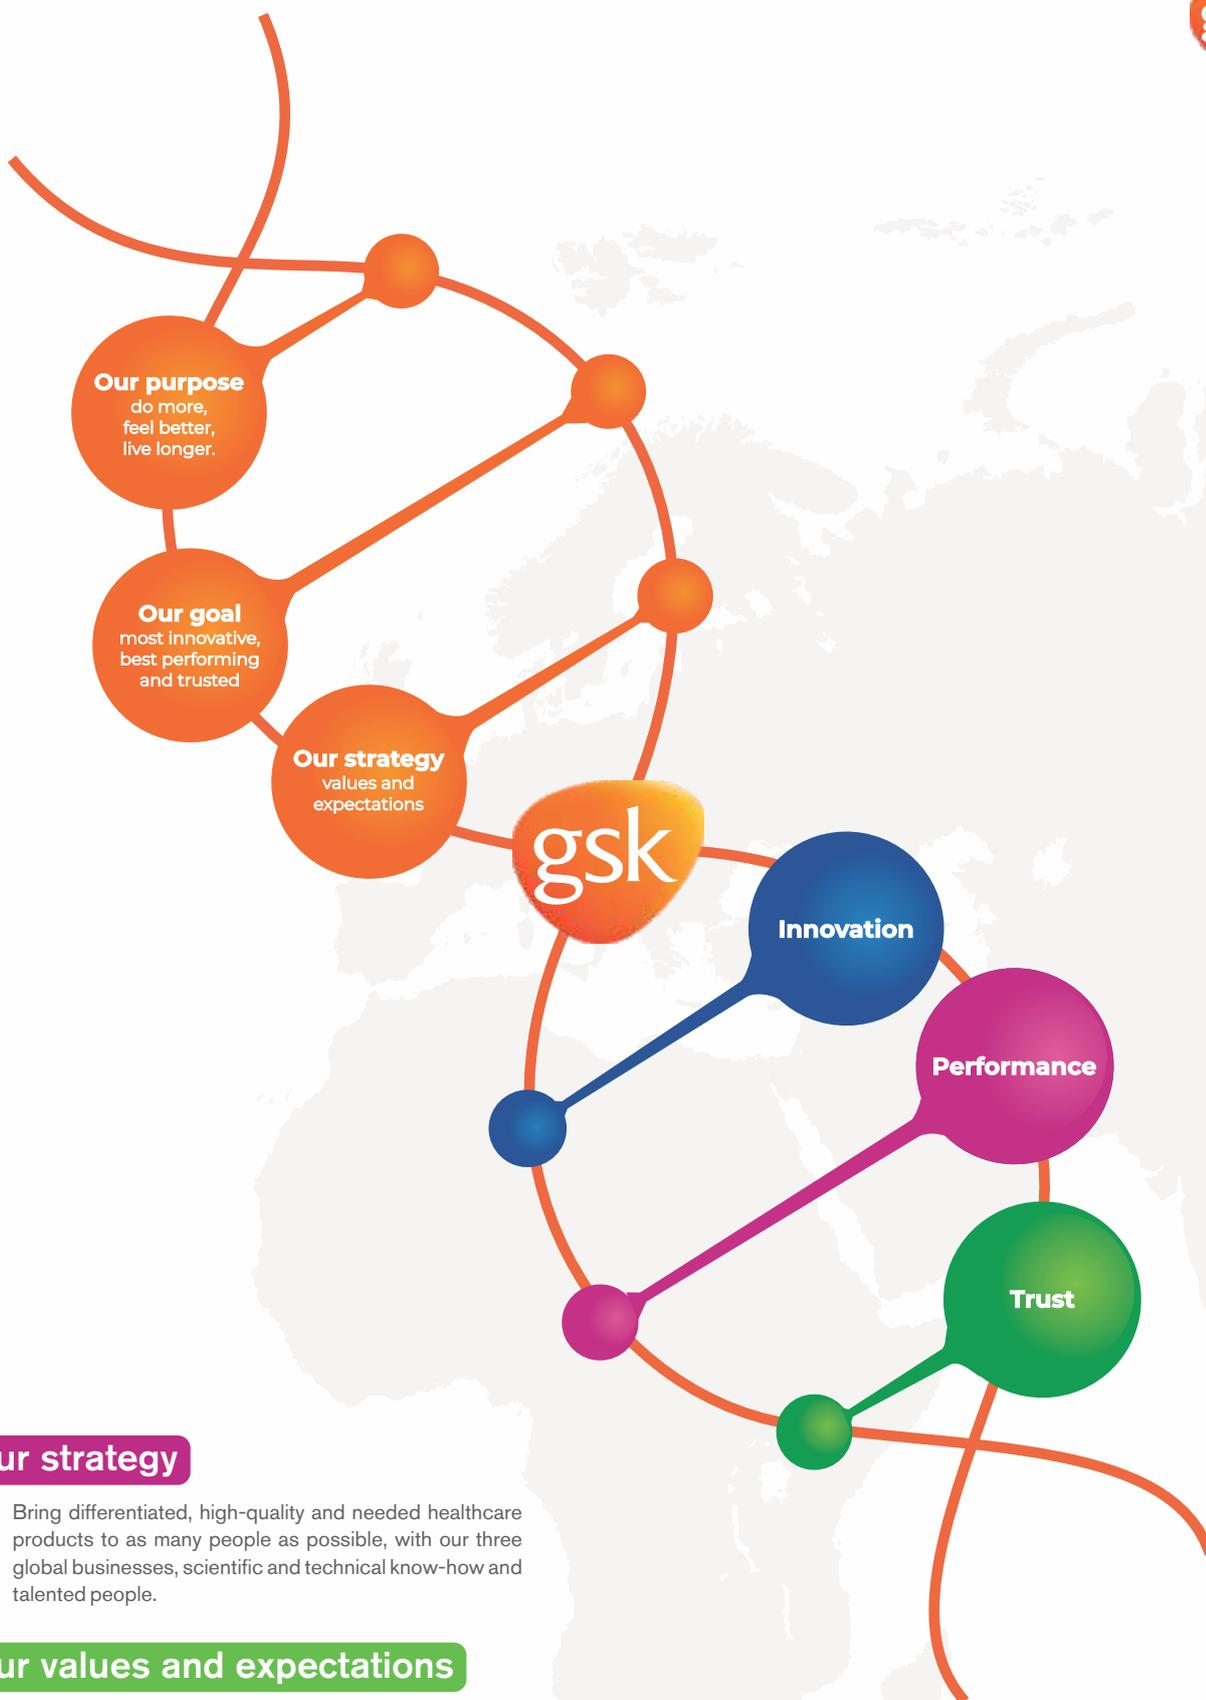 Our purpose
do more,
feel better,
live longer.
Our goal
most innovative,
best performing
and trusted
Our strategy
values and
expectations
gsk
Innovation
Performance
Trust
ur strategy
Bring differentiated, high-quality and needed healthcare
products to as many people as possible, with our three
global businesses, scientific and technical know-how and
talented people.
ur values and expectations